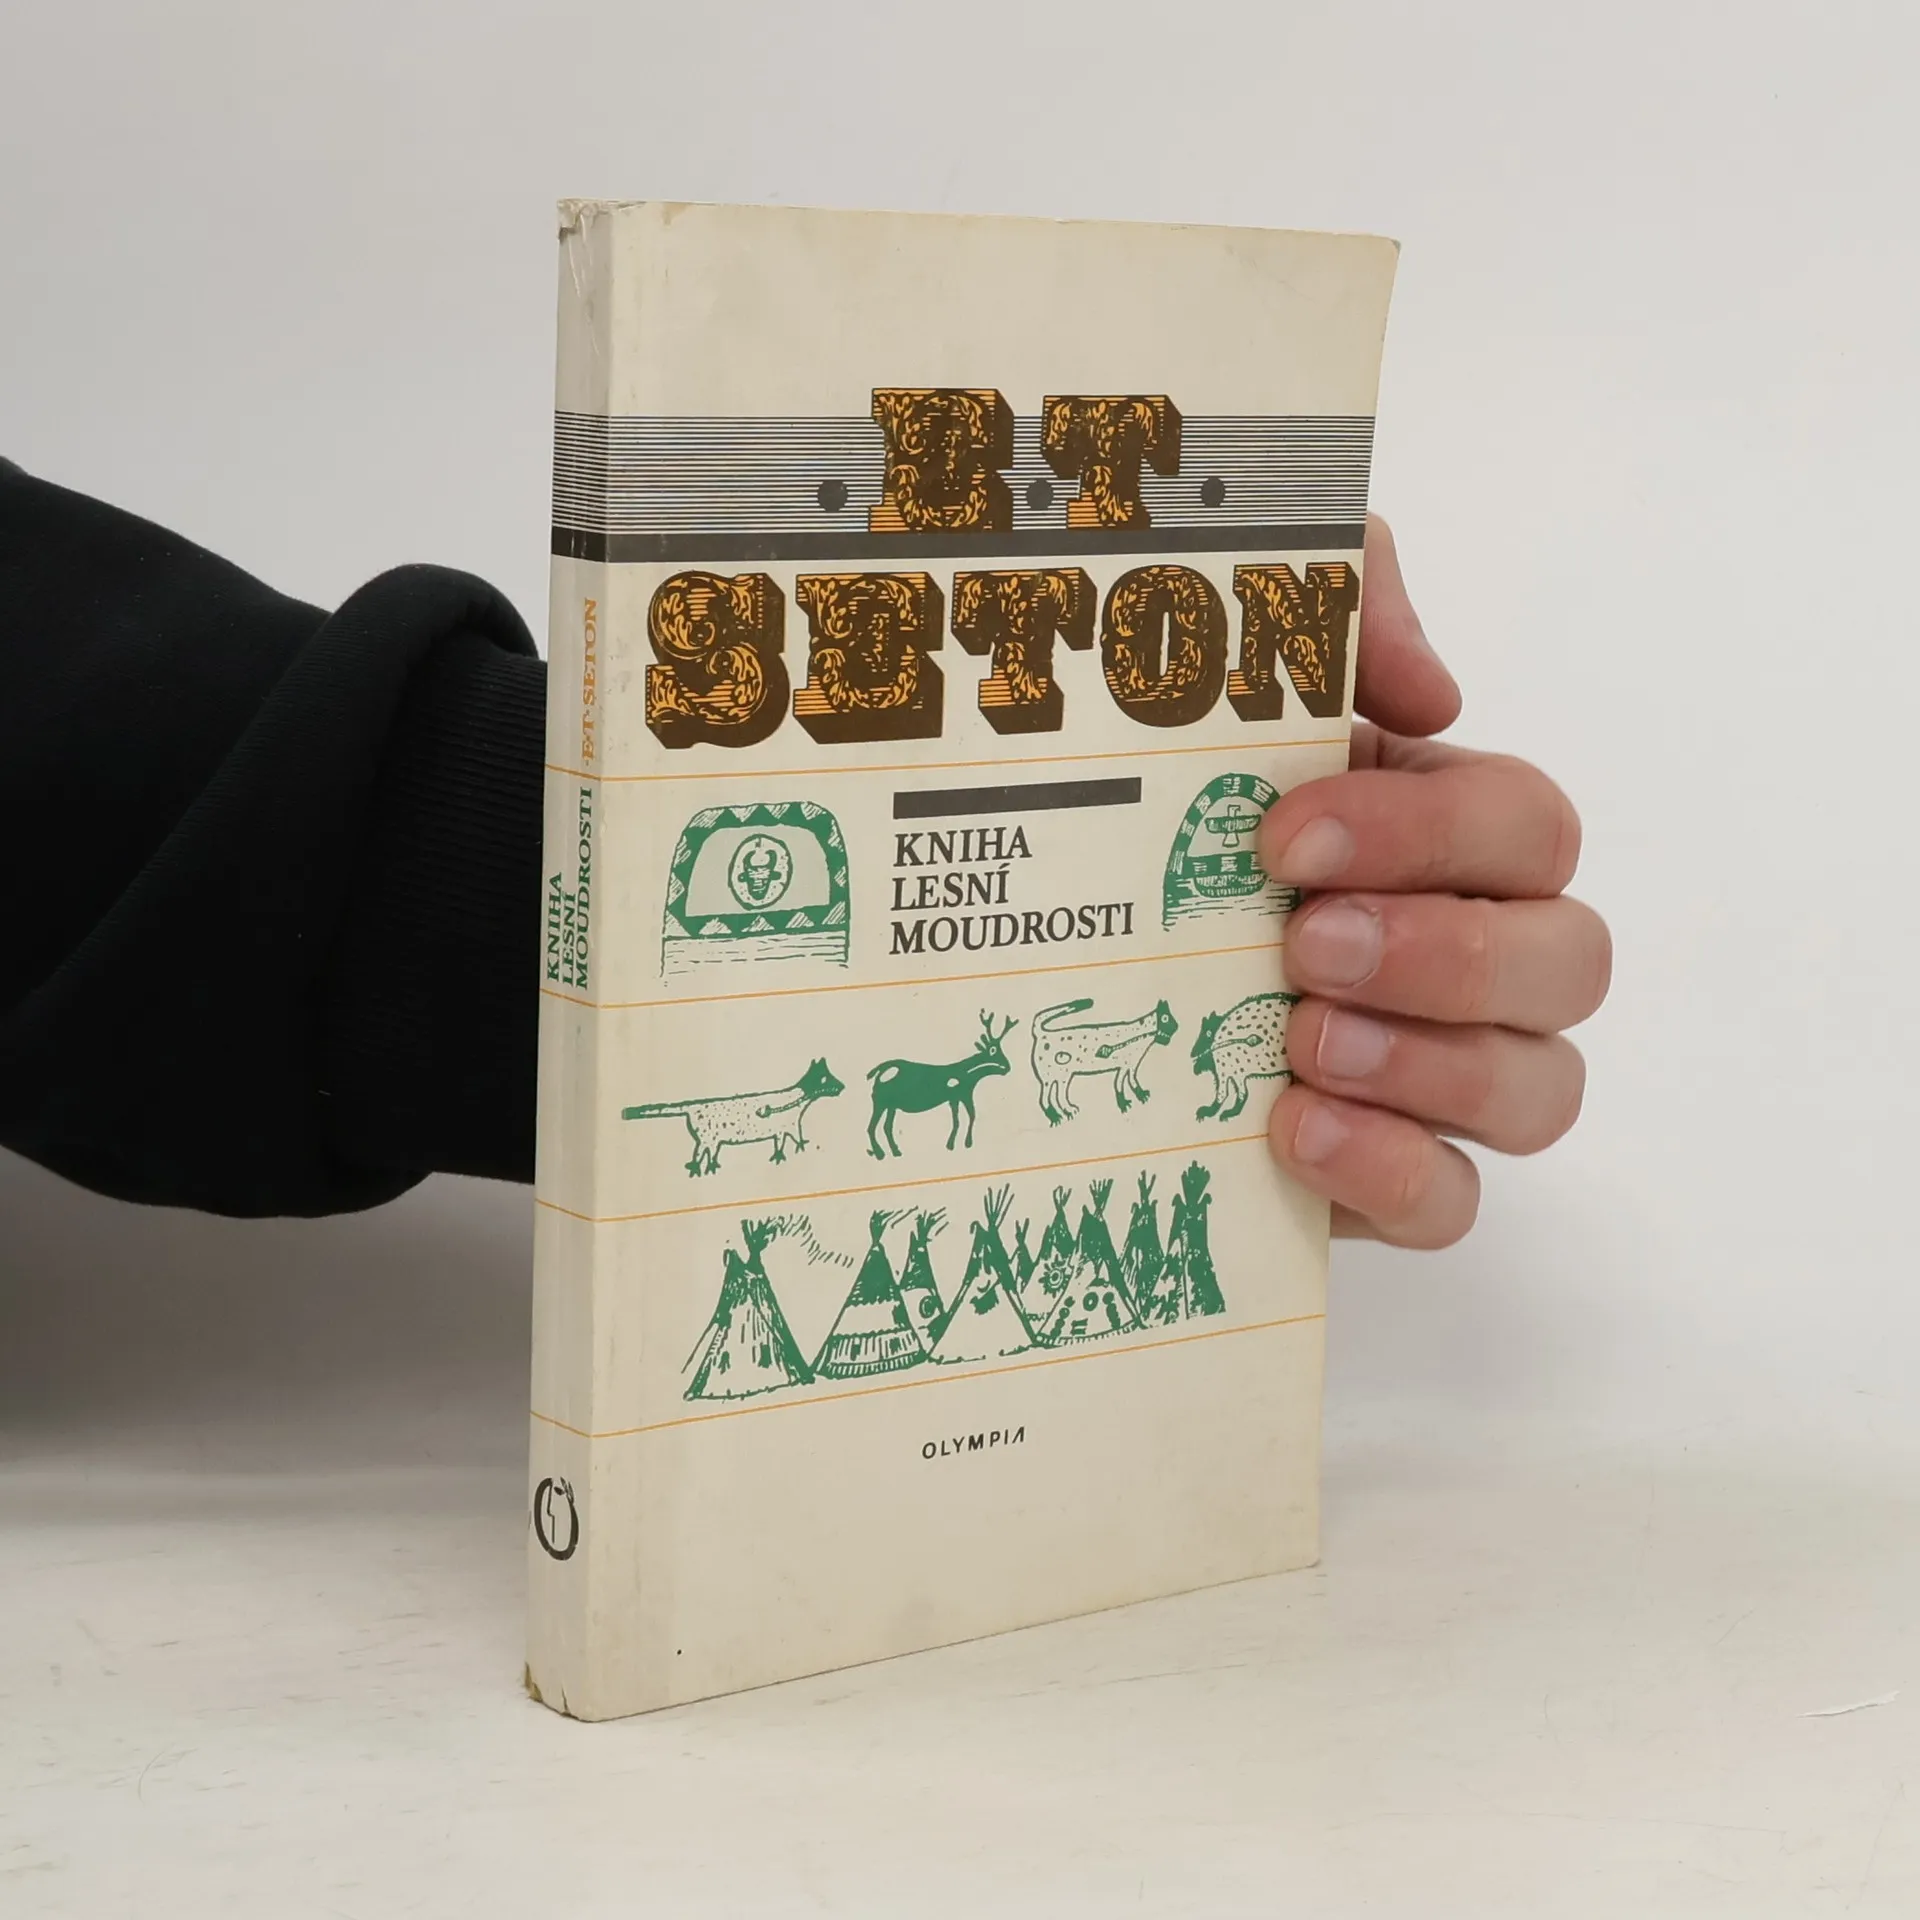 ·E·T·
SETON
KNIHA
LESNÍ
MOUDROSTI
OLYMPIA
·E·T·SETON
KNIHA
LESNÍ
MOUDROSTI